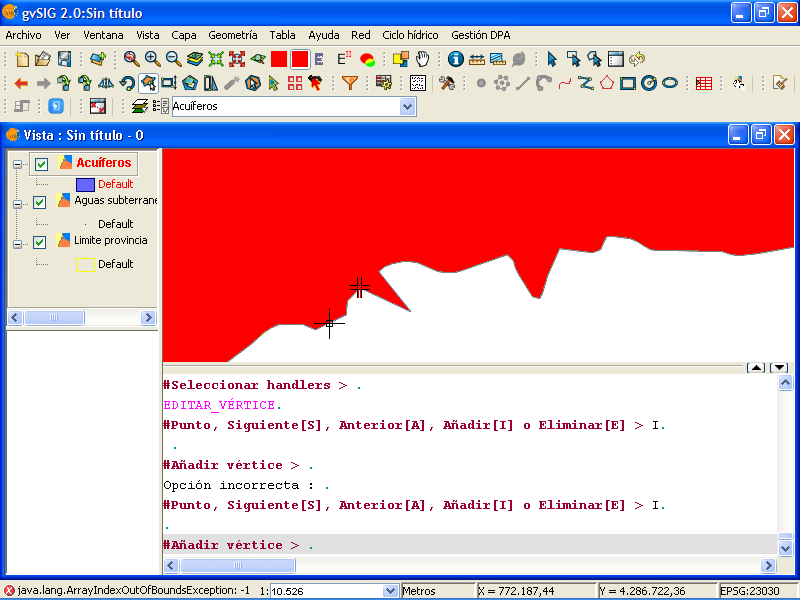 gvSIG 2.0:Sin título
Archivo Ver Ventana Vista Capa Geometría Tabla Ayuda Red Ciclo hídrico Gestión DPA
Acuíferos
Vista : Sin título - 0
Acuíferos
Default
Aguas subterrane
Default
Limite provincia
Default
#Seleccionar handlers > .
EDITAR_VÉRTICE.
#Punto, Siguiente[S], Anterior[A], Añadir[I] o Eliminar[E] > I.
.
#Añadir vértice > .
Opción incorrecta : .
#Punto, Siguiente[S], Anterior[A], Añadir[I] o Eliminar[E] > I.
.
#Añadir vértice > .
java.lang.ArrayIndexOutOfBoundsException: -1 1: 10.526 Metros X = 772.187,44 Y = 4.286.722,36 EPSG:23030